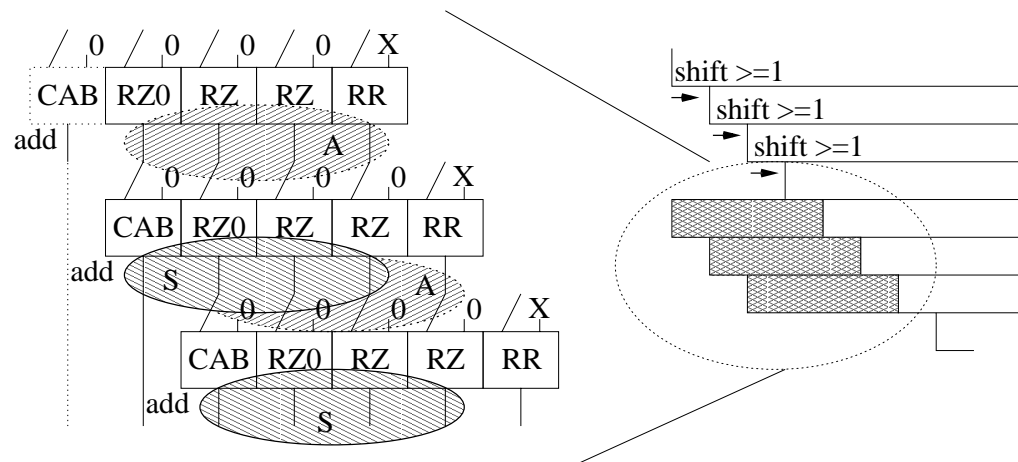 0 0 0 0 X
CAB RZ0 RZ RZ RR
add
A
0 0 0 0 X
CAB RZ0 RZ RZ RR
add
S
A
0 0 0 0 X
CAB RZ0 RZ RZ RR
add
S
shift >=1
shift >=1
shift >=1